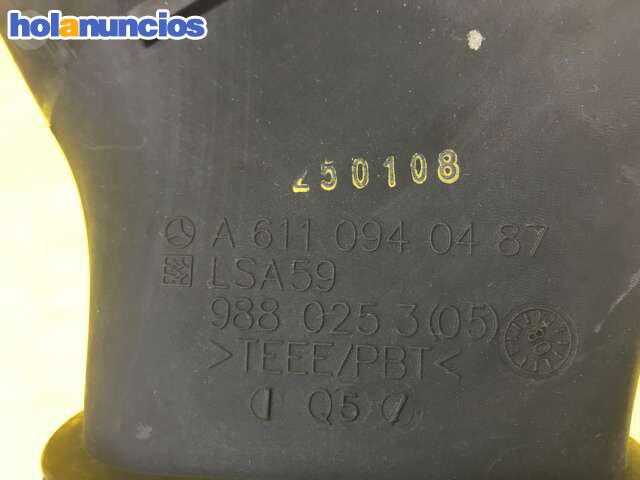 holanuncios
250108
A 611 094 04 87
LSA59
988 025 3(05)
>TEEE/PBT<
Q5